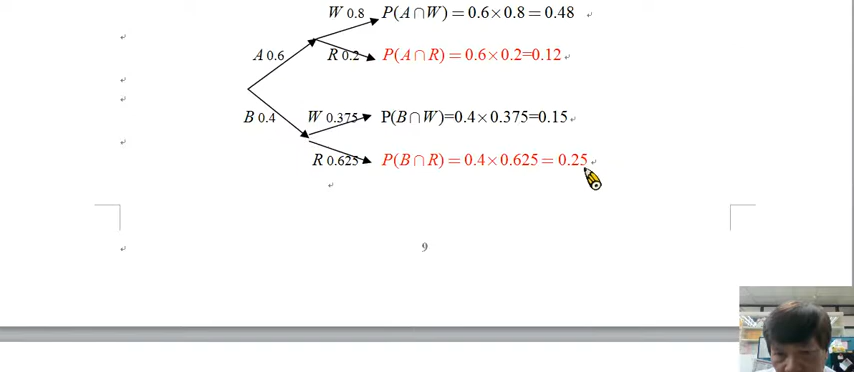 W 0.8 P(A∩W) = 0.6×0.8 = 0.48
A 0.6 R 0.2 P(A∩R) = 0.6×0.2=0.12
B 0.4 W 0.375 P(B∩W)=0.4×0.375=0.15
R 0.625 P(B∩R) = 0.4×0.625 = 0.25
9